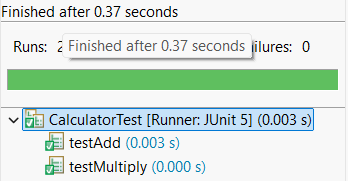 Finished after 0.37 seconds
Runs: 2
Finished after 0.37 seconds
ailures: 0
CalculatorTest [Runner: JUnit 5] (0.003 s)
testAdd (0.003 s)
testMultiply (0.000 s)